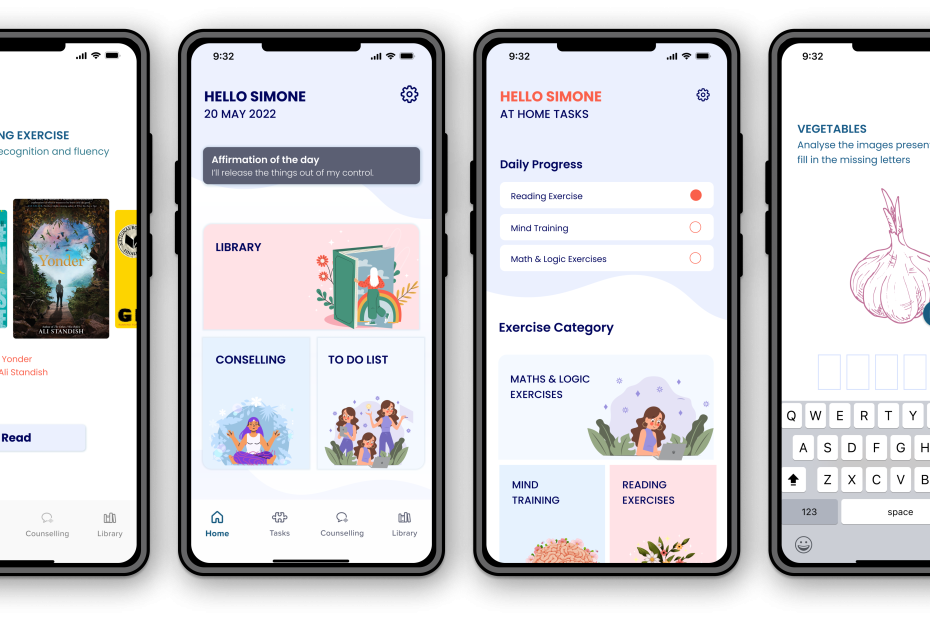 NG EXERCISE
ecognition and fluency
Yonder
ALI STANDISH
G
Yonder
Ali Standish
Read
Counselling
Library
9:32
HELLO SIMONE
20 MAY 2022
Affirmation of the day
I'll release the things out of my control.
LIBRARY
CONSELLING
TO DO LIST
Home
Tasks
Counselling
Library
9:32
HELLO SIMONE
AT HOME TASKS
Daily Progress
Reading Exercise
Mind Training
Math & Logic Exercises
Exercise Category
MATHS & LOGIC
EXERCISES
MIND
TRAINING
READING
EXERCISES
9:32
VEGETABLES
Analyse the images presen
fill in the missing letters
Q W E R T Y
A S D F G H
Z X C V B
123
space